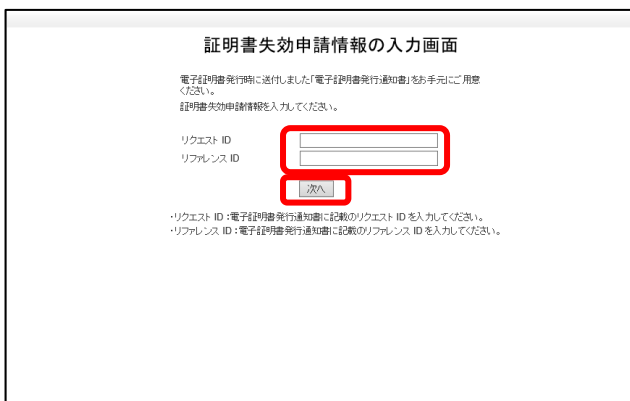 証明書失効申請情報の入力画面
電子証明書発行時に送付しました「電子証明書発行通知書」をお手元にご用意
ください。
証明書失効申請情報を入力してください。
リクエスト ID
リファレンス ID
次へ
・リクエスト ID：電子証明書発行通知書に記載のリクエスト ID を入力してください。
・リファレンス ID：電子証明書発行通知書に記載のリファレンス ID を入力してください。